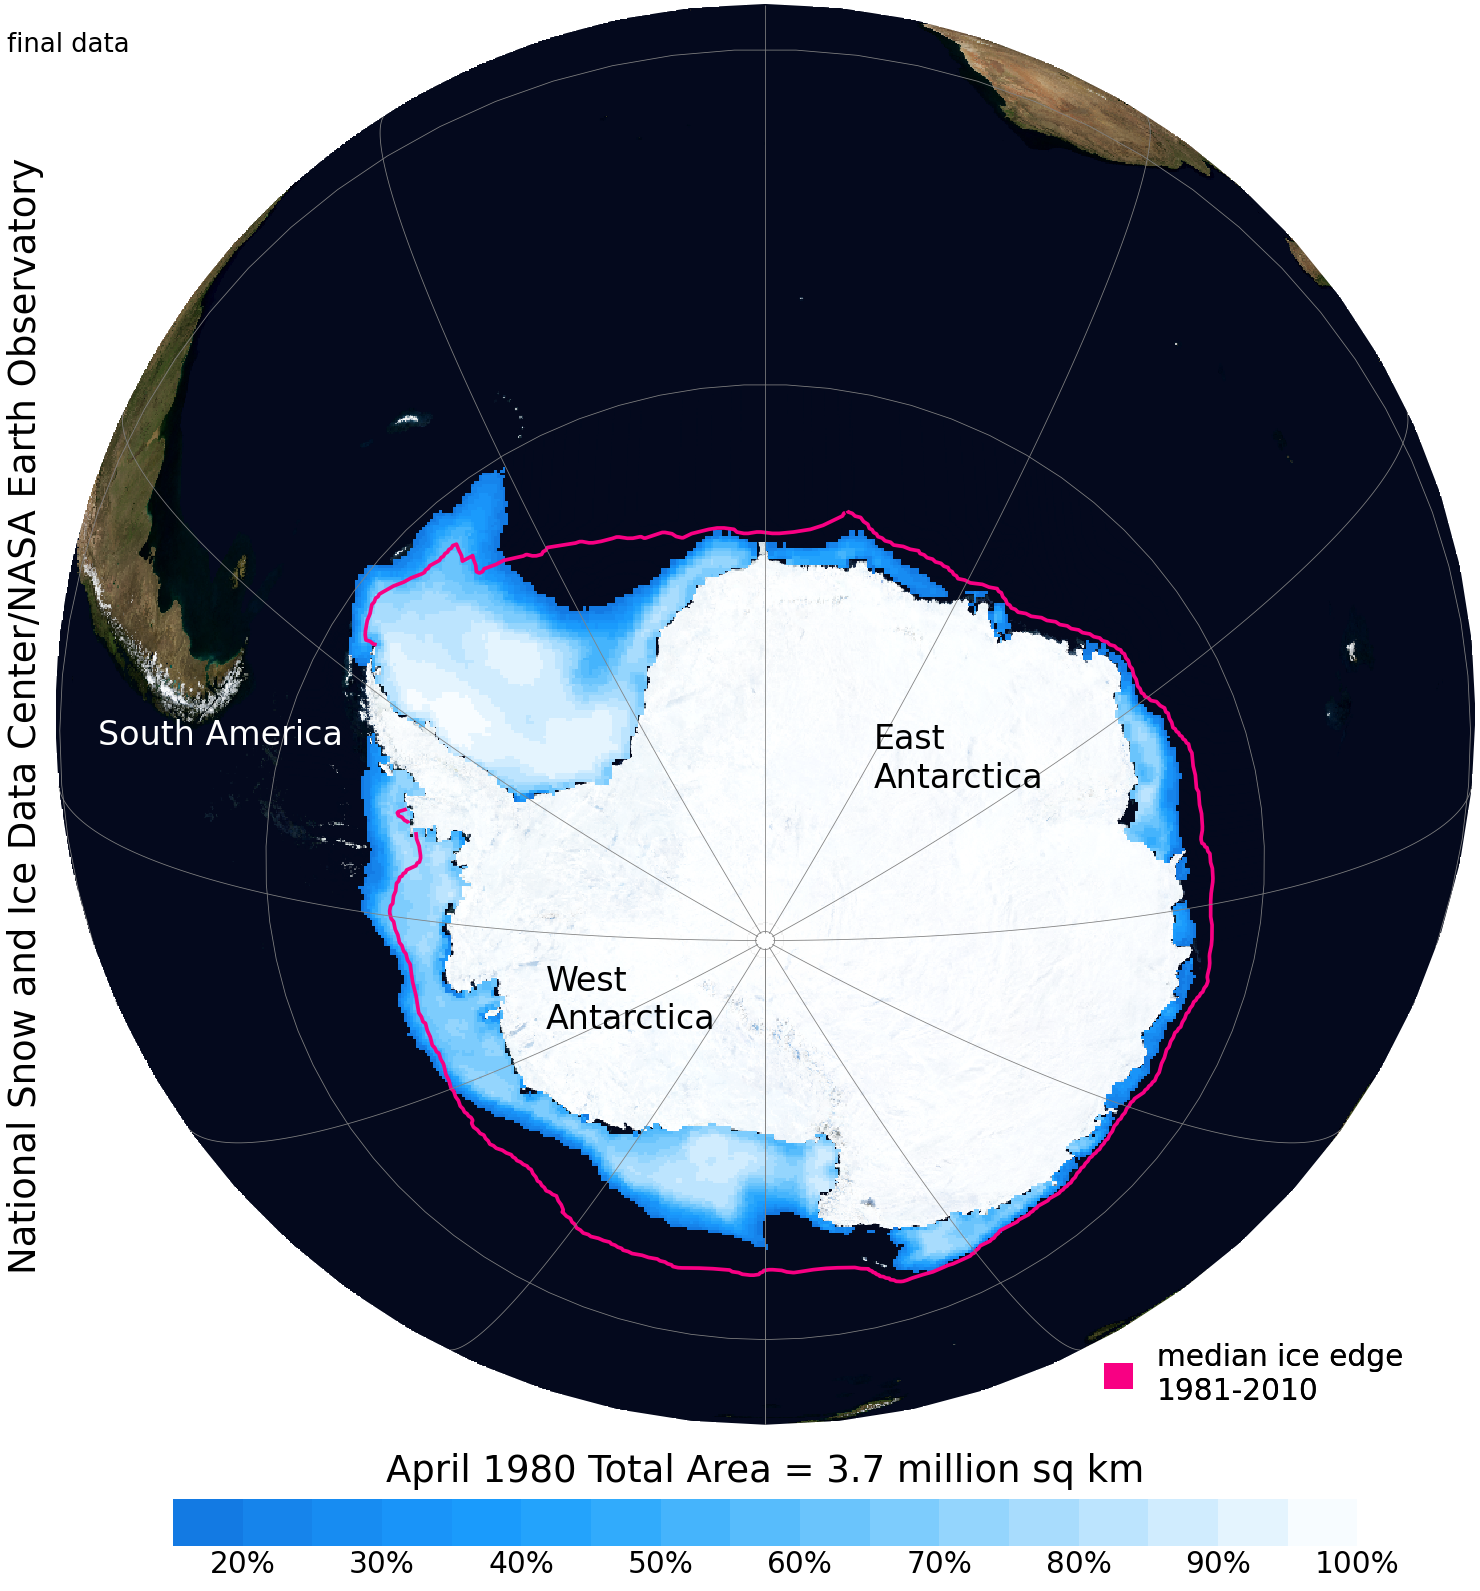 final data
National Snow and Ice Data Center/NASA Earth Observatory
South America
East
Antarctica
West
Antarctica
median ice edge
1981-2010
April 1980 Total Area = 3.7 million sq km
20% 30% 40% 50% 60% 70% 80% 90% 100%